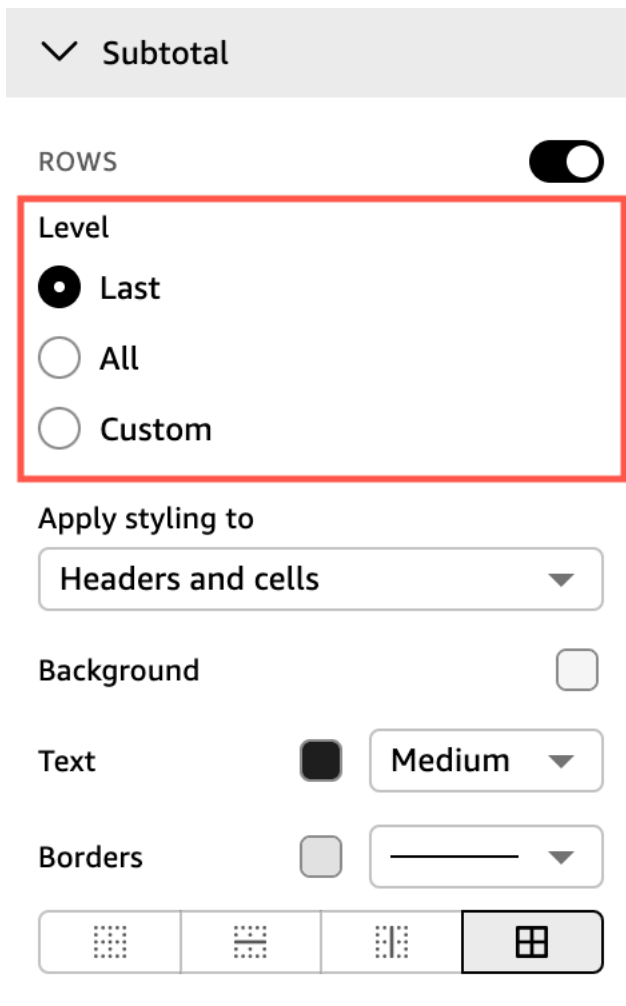 Subtotal
ROWS
Level
Last
All
Custom
Apply styling to
Headers and cells
Background
Text Medium
Borders